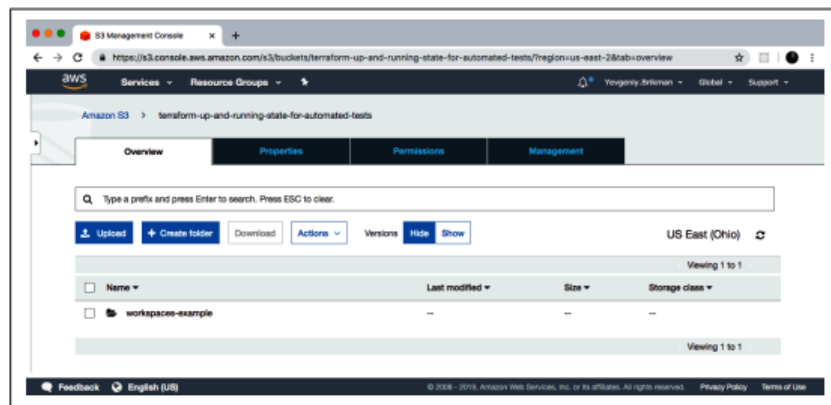 S3 Management Console
https://s3.console.aws.amazon.com/s3/buckets/terraform-up-and-running-state-for-automated-tests/?region=us-east-2&tab=overview
aws Services Resource Groups Yevgeniy.Brikman Global Support
Amazon S3 > terraform-up-and-running-state-for-automated-tests
Overview Properties Permissions Management
Type a prefix and press Enter to search. Press ESC to clear.
Upload + Create folder Download Actions Versions Hide Show US East (Ohio)
Viewing 1 to 1
Name Last modified Size Storage class
workspaces-example -- -- --
Viewing 1 to 1
Feedback English (US) © 2008 - 2019, Amazon Web Services, Inc. or its affiliates. All rights reserved. Privacy Policy Terms of Use